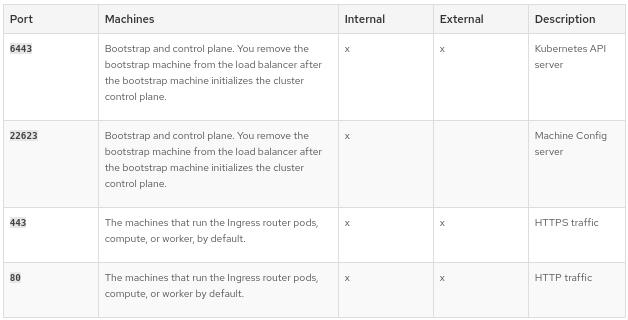 Port Machines Internal External Description
6443 Bootstrap and control plane. You remove the x x Kubernetes API
bootstrap machine from the load balancer after server
the bootstrap machine initializes the cluster
control plane.
22623 Bootstrap and control plane. You remove the x Machine Config
bootstrap machine from the load balancer after server
the bootstrap machine initializes the cluster
control plane.
443 The machines that run the Ingress router pods, x x HTTPS traffic
compute, or worker, by default.
80 The machines that run the Ingress router pods, x x HTTP traffic
compute, or worker by default.